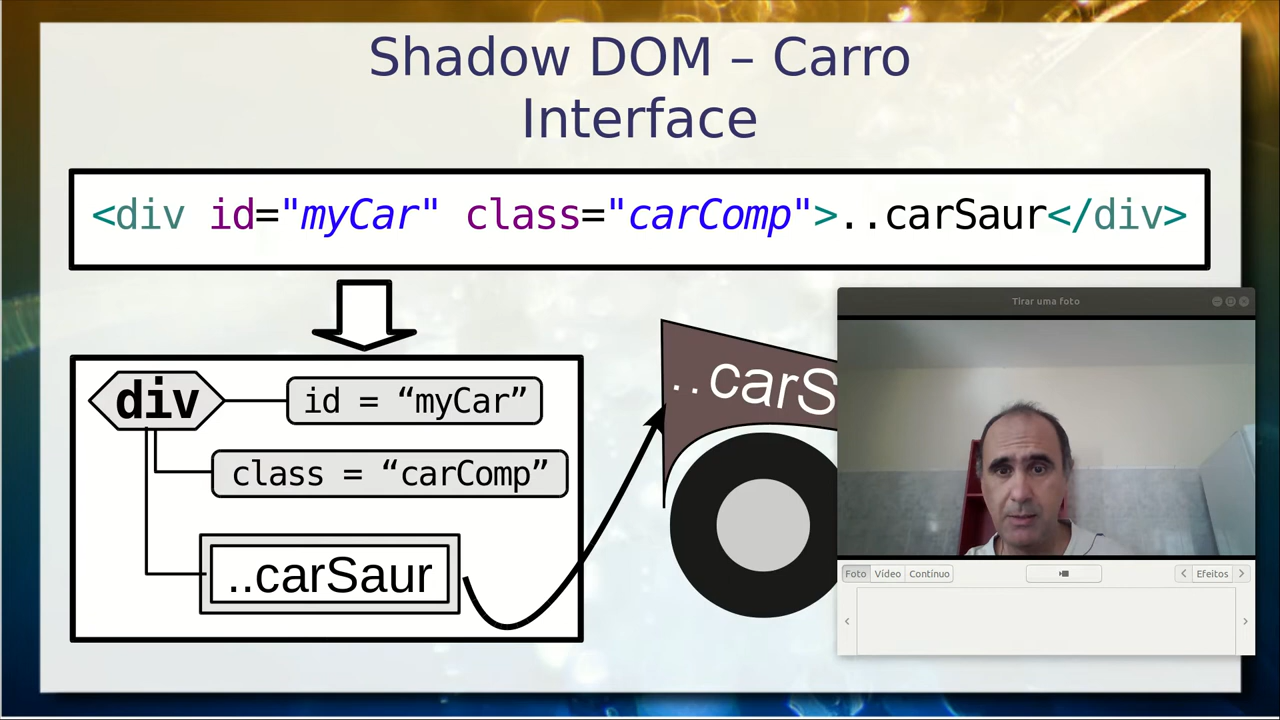 Shadow DOM – Carro
Interface
<div id="myCar" class="carComp">..carSaur</div>
div
id = “myCar”
class = “carComp”
..carSaur
..carS
Tirar uma foto
Foto
Vídeo
Contínuo
Efeitos